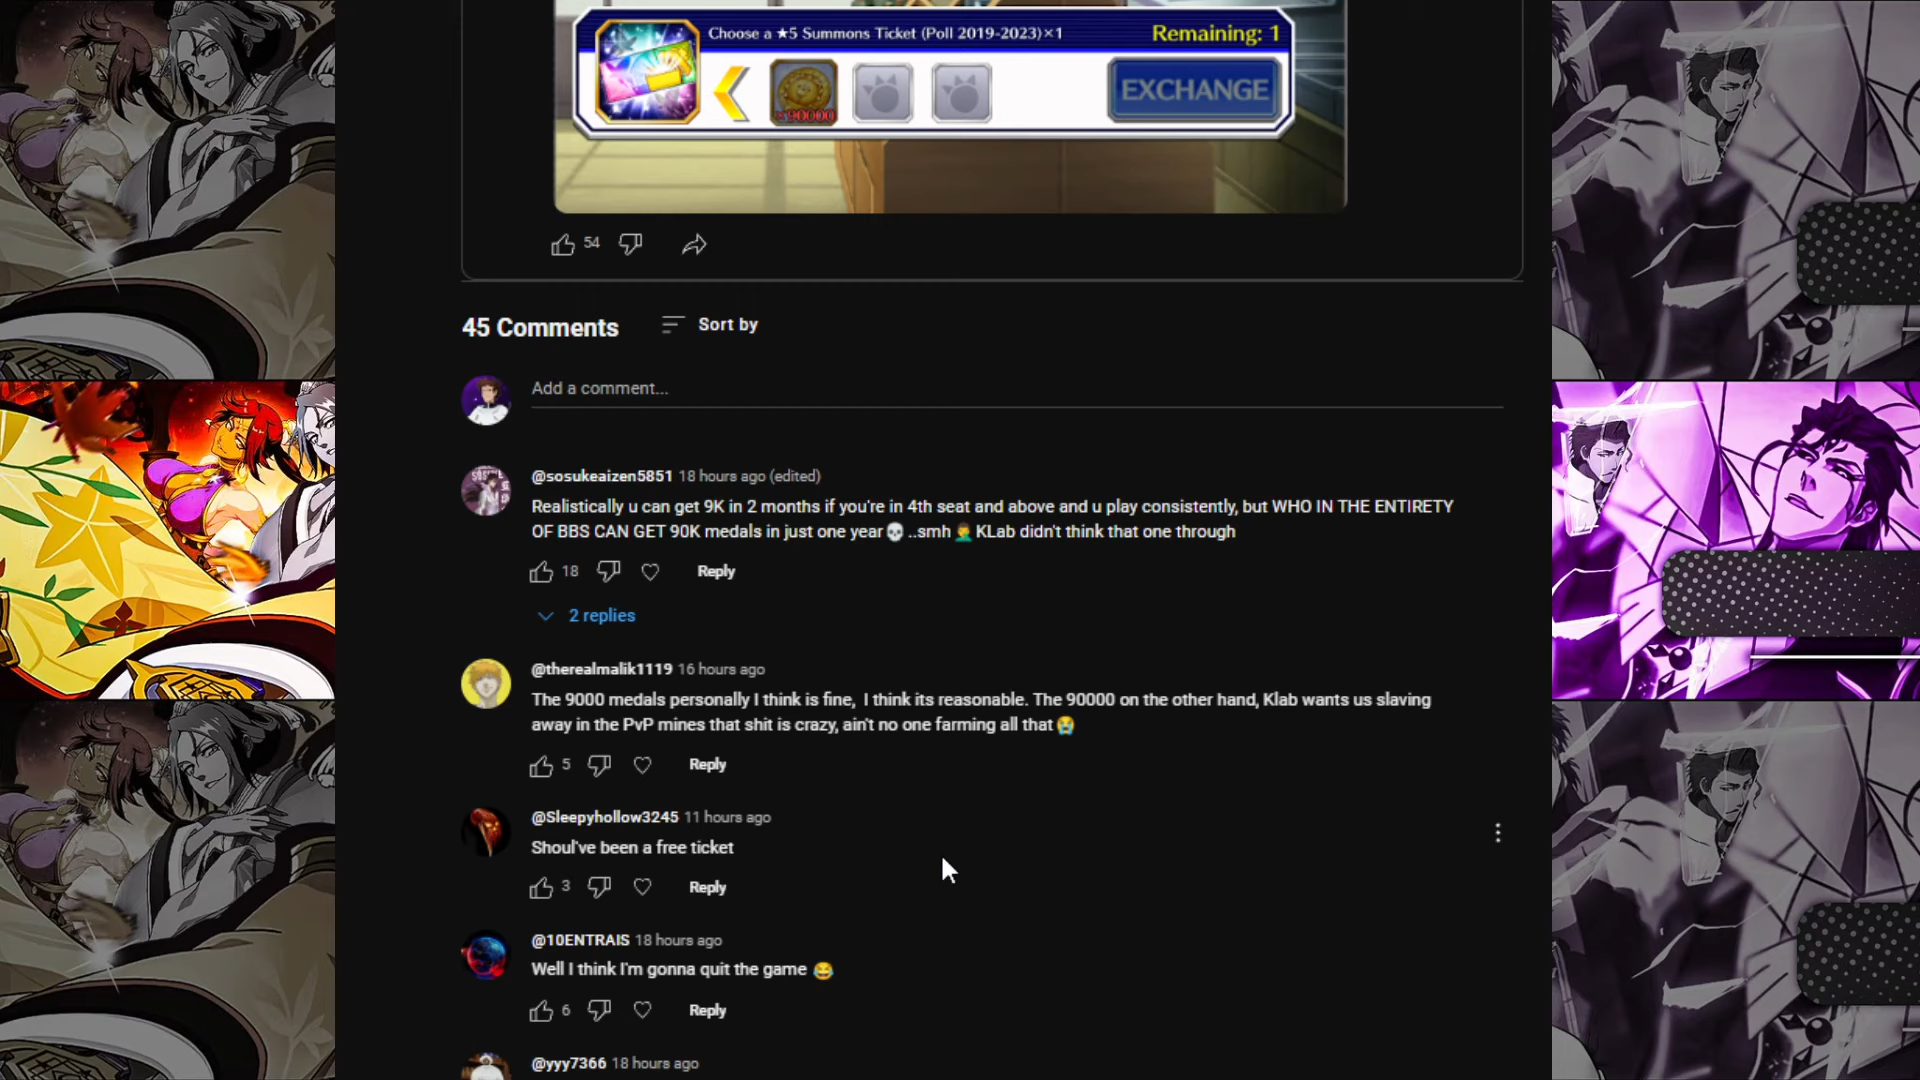 Choose a ★5 Summons Ticket (Poll 2019-2023)×1
Remaining: 1
×90000
EXCHANGE
54
45 Comments
Sort by
Add a comment...
@sosukeaizen5851 18 hours ago (edited)
Realistically u can get 9K in 2 months if you're in 4th seat and above and u play consistently, but WHO IN THE ENTIRETY
OF BBS CAN GET 90K medals in just one year💀..smh🤦‍♂️KLab didn't think that one through
18
Reply
2 replies
@therealmalik1119 16 hours ago
The 9000 medals personally I think is fine, I think its reasonable. The 90000 on the other hand, Klab wants us slaving
away in the PvP mines that shit is crazy, ain't no one farming all that😭
5
Reply
@Sleepyhollow3245 11 hours ago
Shoul've been a free ticket
3
Reply
@10ENTRAIS 18 hours ago
Well I think I'm gonna quit the game 😂
6
Reply
@yyy7366 18 hours ago